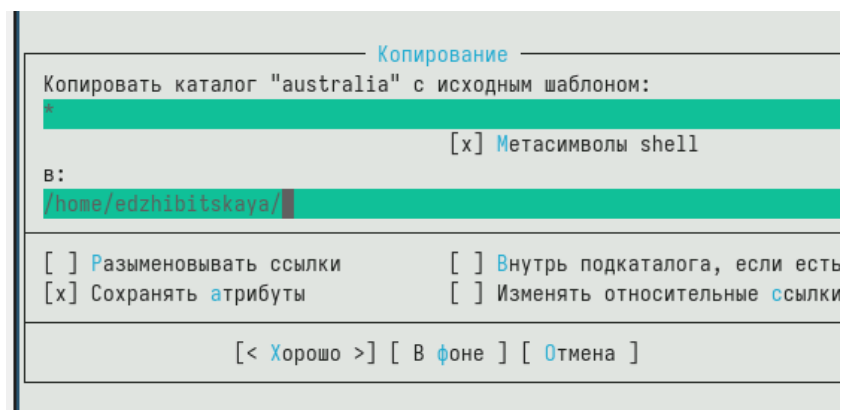 Копирование
Копировать каталог "australia" с исходным шаблоном:
*
[x] Метасимволы shell
в:
/home/edzhibitskaya/
[ ] Разыменовывать ссылки [ ] Внутрь подкаталога, если есть
[x] Сохранять атрибуты [ ] Изменять относительные ссылки
[< Хорошо >] [ В фоне ] [ Отмена ]